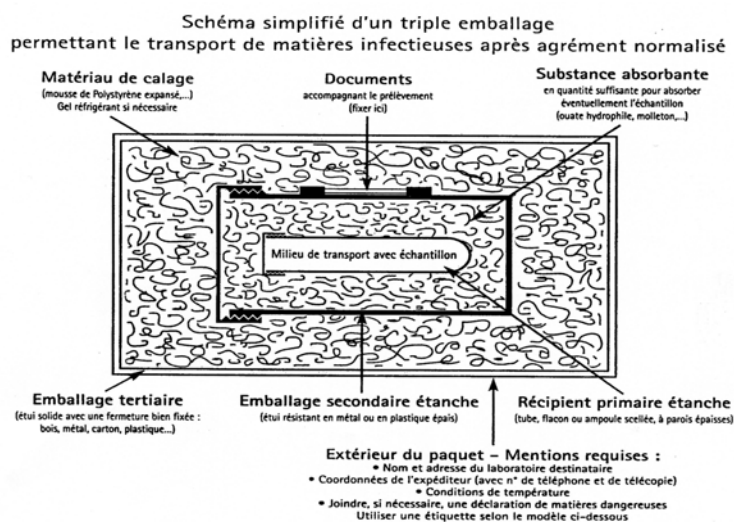 Schéma simplifié d'un triple emballage
permettant le transport de matières infectieuses après agrément normalisé
Matériau de calage
(mousse de Polystyrène expansé,...)
Gel réfrigérant si nécessaire
Documents
accompagnant le prélèvement
(fixer ici)
Substance absorbante
en quantité suffisante pour absorber
éventuellement l'échantillon
(ouate hydrophile, molleton,...)
Milieu de transport avec échantillon
Emballage tertiaire
(étui solide avec une fermeture bien fixée :
bois, métal, carton, plastique...)
Emballage secondaire étanche
(étui résistant en métal ou en plastique épais)
Récipient primaire étanche
(tube, flacon ou ampoule scellée, à parois épaisses)
Extérieur du paquet – Mentions requises :
• Nom et adresse du laboratoire destinataire
• Coordonnées de l'expéditeur (avec n° de téléphone et de télécopie)
• Conditions de température
• Joindre, si nécessaire, une déclaration de matières dangereuses
Utiliser une étiquette selon le modèle ci-dessous